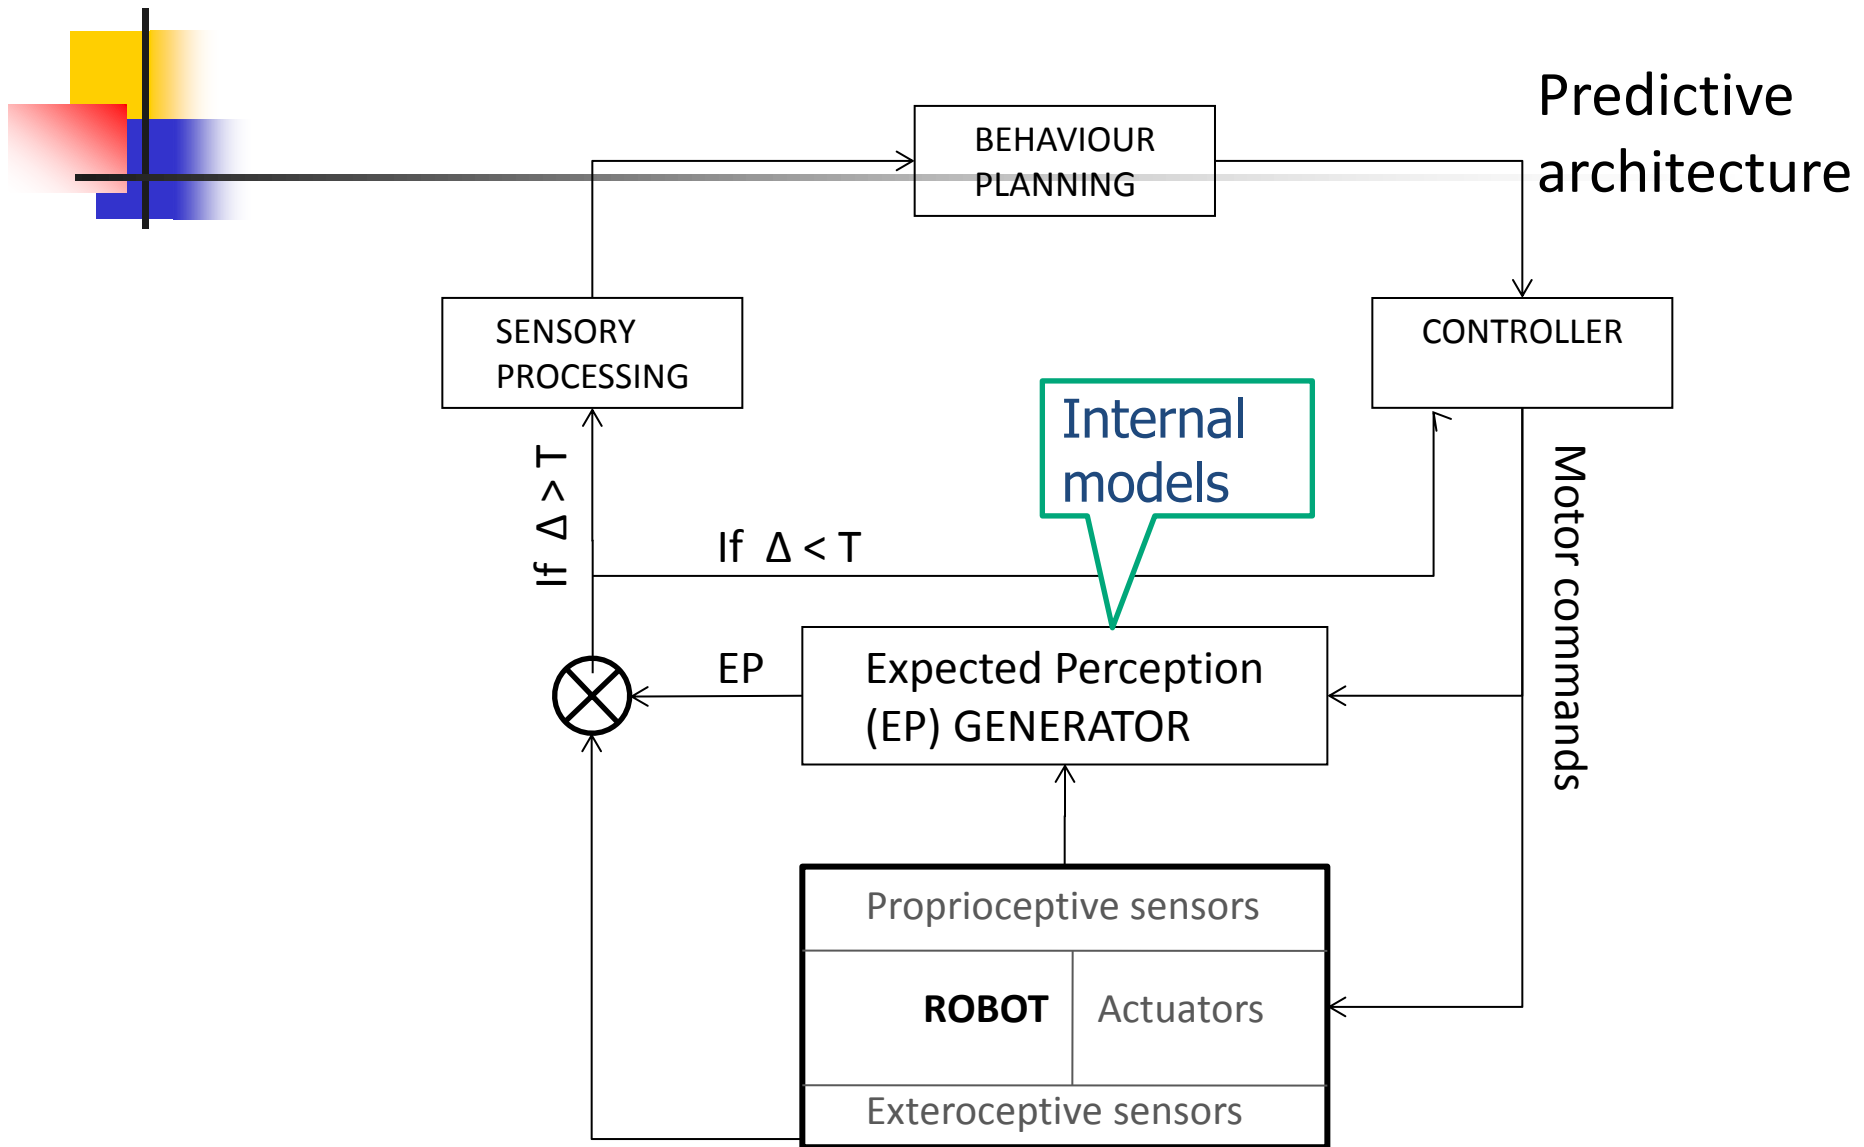 Predictive
architecture
BEHAVIOUR
PLANNING
SENSORY
PROCESSING
CONTROLLER
Internal
models
If Δ > T
If Δ < T
Motor commands
EP
Expected Perception
(EP) GENERATOR
Proprioceptive sensors
ROBOT
Actuators
Exteroceptive sensors